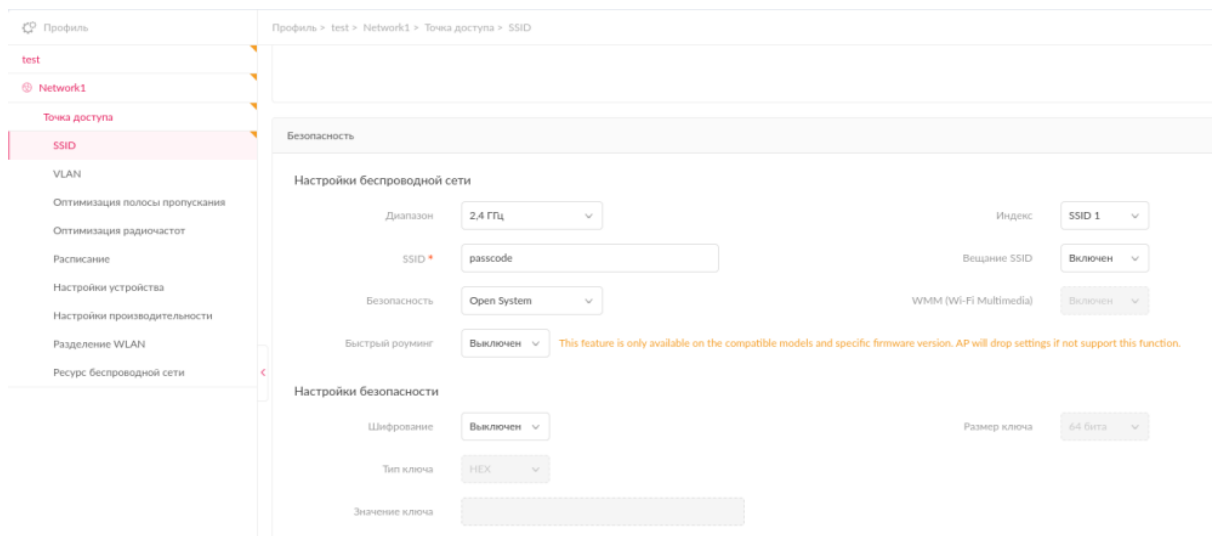 Профиль
Профиль > test > Network1 > Точка доступа > SSID
test
Network1
Точка доступа
SSID
VLAN
Оптимизация полосы пропускания
Оптимизация радиочастот
Расписание
Настройки устройства
Настройки производительности
Разделение WLAN
Ресурс беспроводной сети
Безопасность
Настройки беспроводной сети
Диапазон 2,4 ГГц Индекс SSID 1
SSID * passcode Вещание SSID Включен
Безопасность Open System WMM (Wi-Fi Multimedia) Включен
Быстрый роуминг Выключен This feature is only available on the compatible models and specific firmware version. AP will drop settings if not support this function.
Настройки безопасности
Шифрование Выключен Размер ключа 64 бита
Тип ключа HEX
Значение ключа